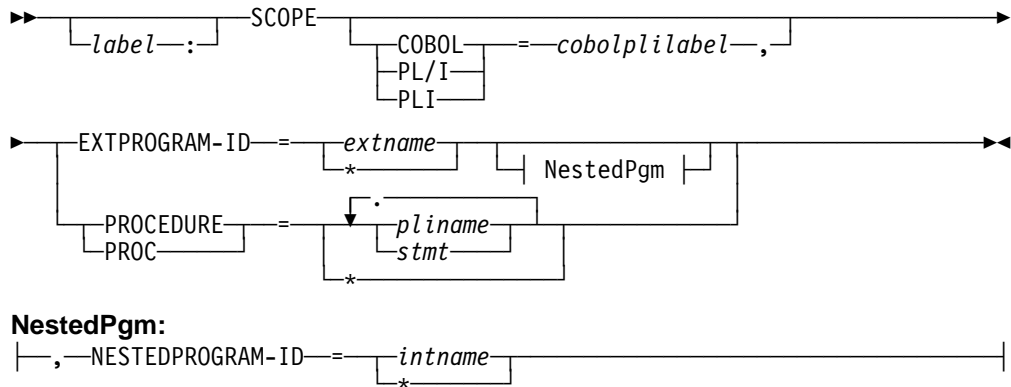 SCOPE
label : COBOL = cobolplilabel ,
PL/I
PLI
EXTPROGRAM-ID = extname
* NestedPgm
.
PROCEDURE = pliname
PROC stmt
*
NestedPgm:
, NESTEDPROGRAM-ID = intname
*